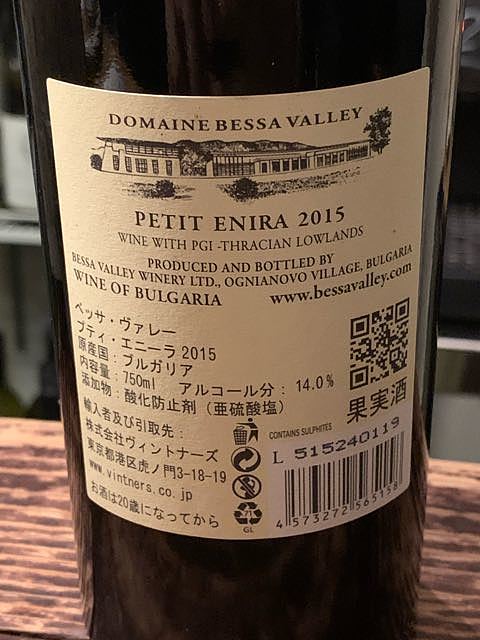 DOMAINE BESSA VALLEY
PETIT ENIRA 2015
WINE WITH PGI -THRACIAN LOWLANDS
PRODUCED AND BOTTLED BY
BESSA VALLEY WINERY LTD., OGNIANOVO VILLAGE, BULGARIA
WINE OF BULGARIA www.bessavalley.com
ベッサ・ヴァレー
プティ・エニーラ 2015
原産国：ブルガリア
内容量：750ml アルコール分：14.0%
添加物：酸化防止剤（亜硫酸塩）
果実酒
輸入者及び引取先：
株式会社ヴィントナーズ
東京都港区虎ノ門3-18-19
www.vintners.co.jp
お酒は20歳になってから
CONTAINS SULPHITES
L 515240119
71
GL
4 573272 565158